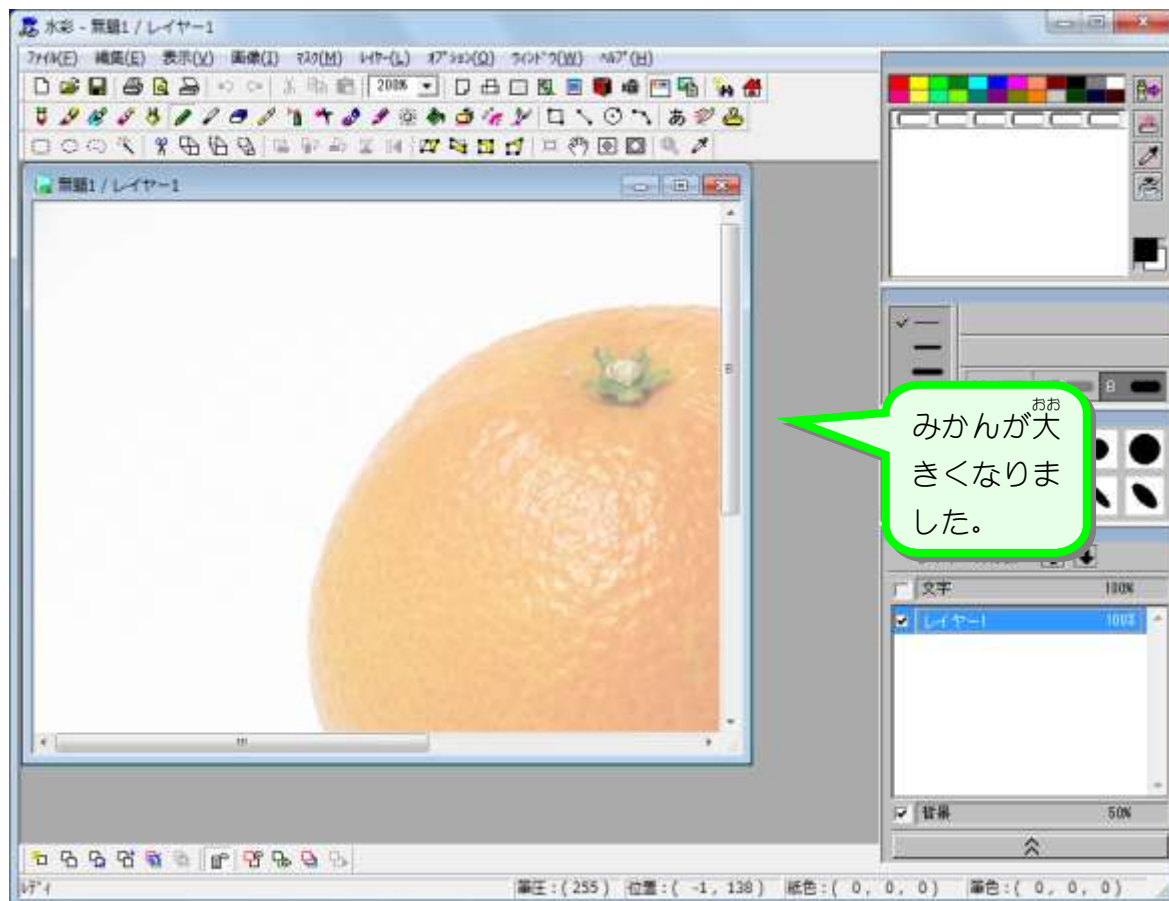 水彩 - 無題1 / レイヤー1
ファイル(F) 編集(E) 表示(V) 画像(I) マスク(M) レイヤー(L) オプション(O) ウィンドウ(W) ヘルプ(H)
200%
あ
無題1 / レイヤー1
B
おお
みかんが大
きくなりま
した。
文字 100%
レイヤー1 100%
背景 50%
レディ 筆圧:(255) 位置:( -1, 138) 紙色:( 0, 0, 0) 筆色:( 0, 0, 0)